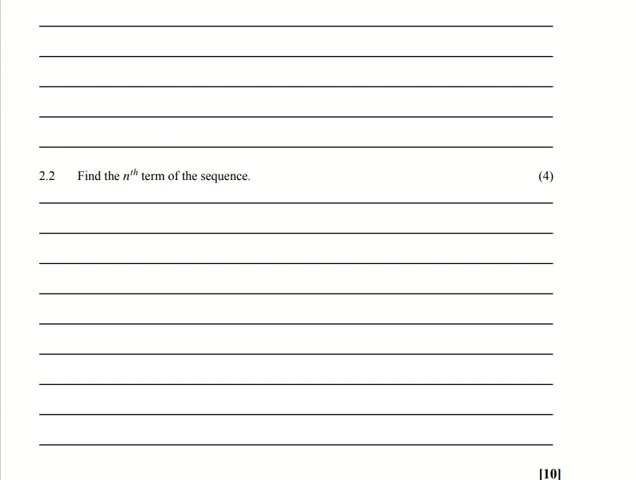 2.2 Find the nth term of the sequence. (4)
[10]